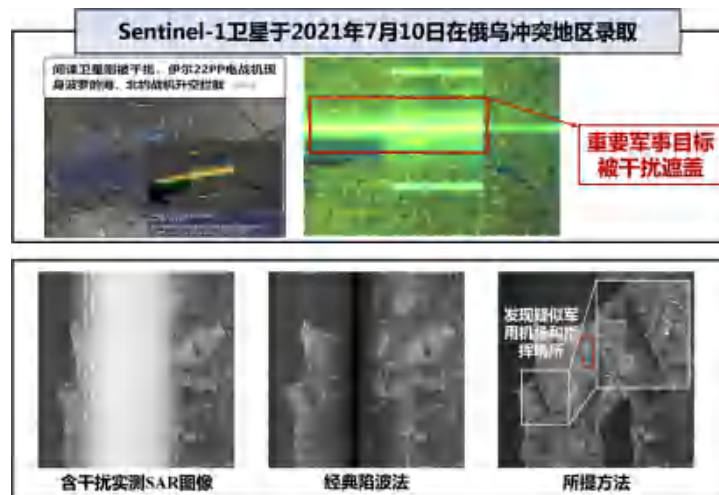 Sentinel-1卫星于2021年7月10日在俄乌冲突地区录取
间谍卫星刚被干扰，伊尔22PP电战机现
身波罗的海，北约战机升空拦截
重要军事目标
被干扰遮盖
发现疑似军
用机场和指
挥场所
含干扰实测SAR图像
经典陷波法
所提方法